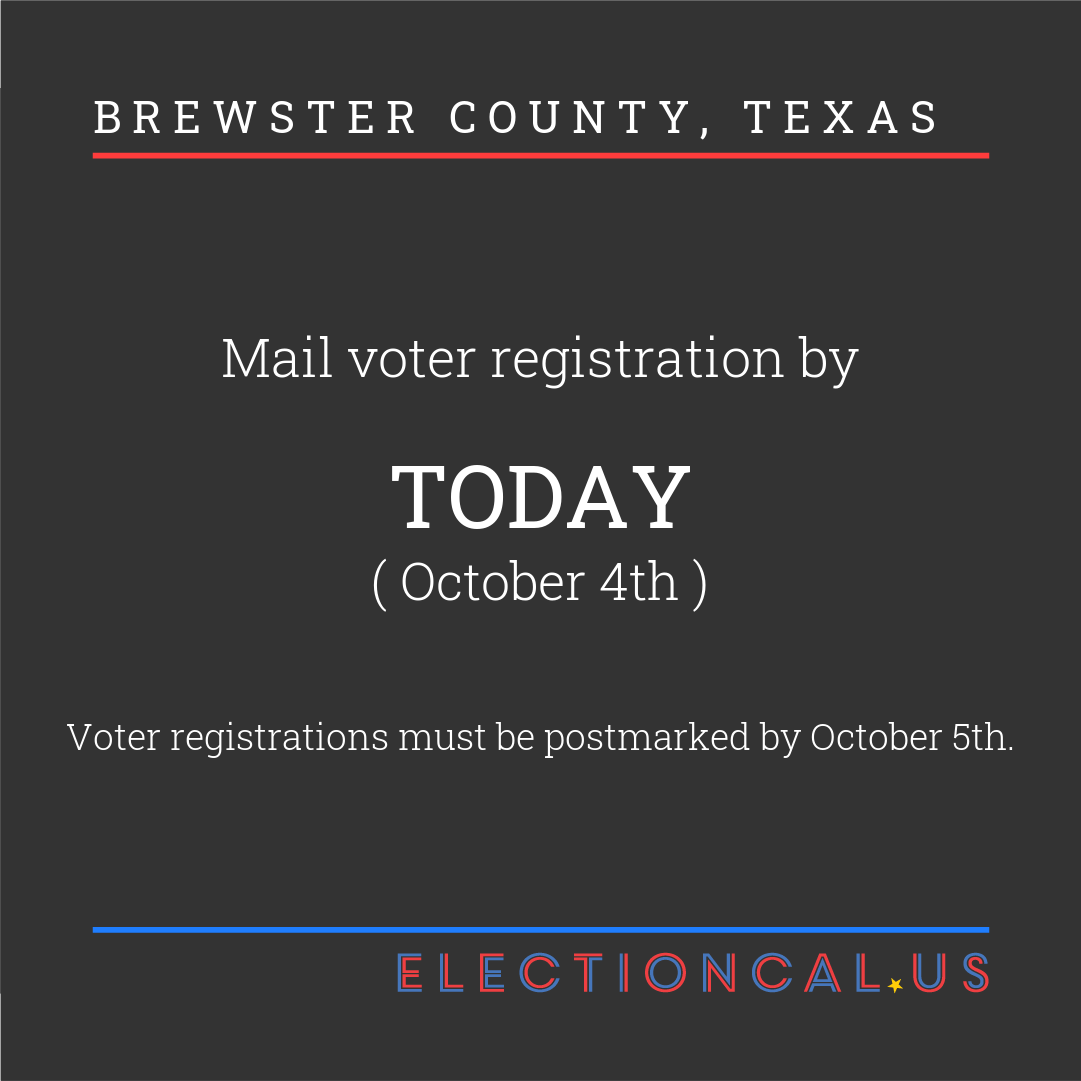 BREWSTER COUNTY, TEXAS
Mail voter registration by
TODAY
( October 4th )
Voter registrations must be postmarked by October 5th.
ELECTIONCAL.US